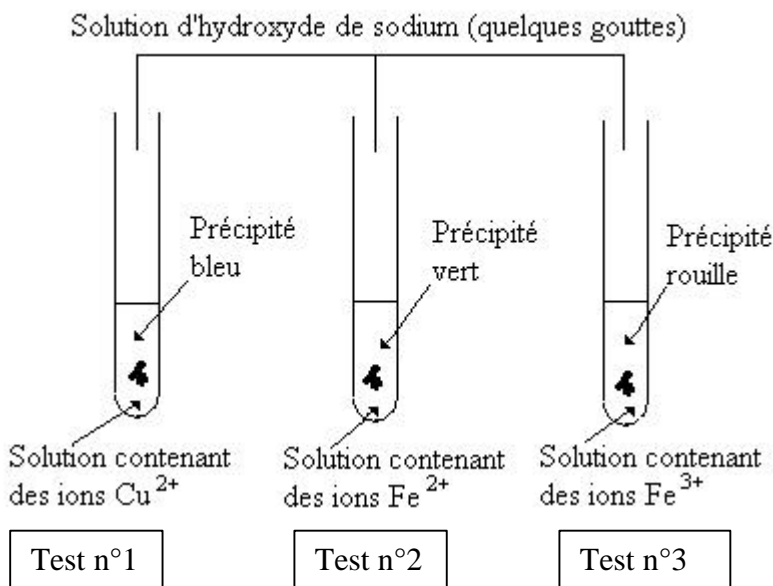 Solution d'hydroxyde de sodium (quelques gouttes)
Précipité
bleu
Précipité
vert
Précipité
rouille
Solution contenant
des ions Cu²⁺
Solution contenant
des ions Fe²⁺
Solution contenant
des ions Fe³⁺
Test n°1
Test n°2
Test n°3